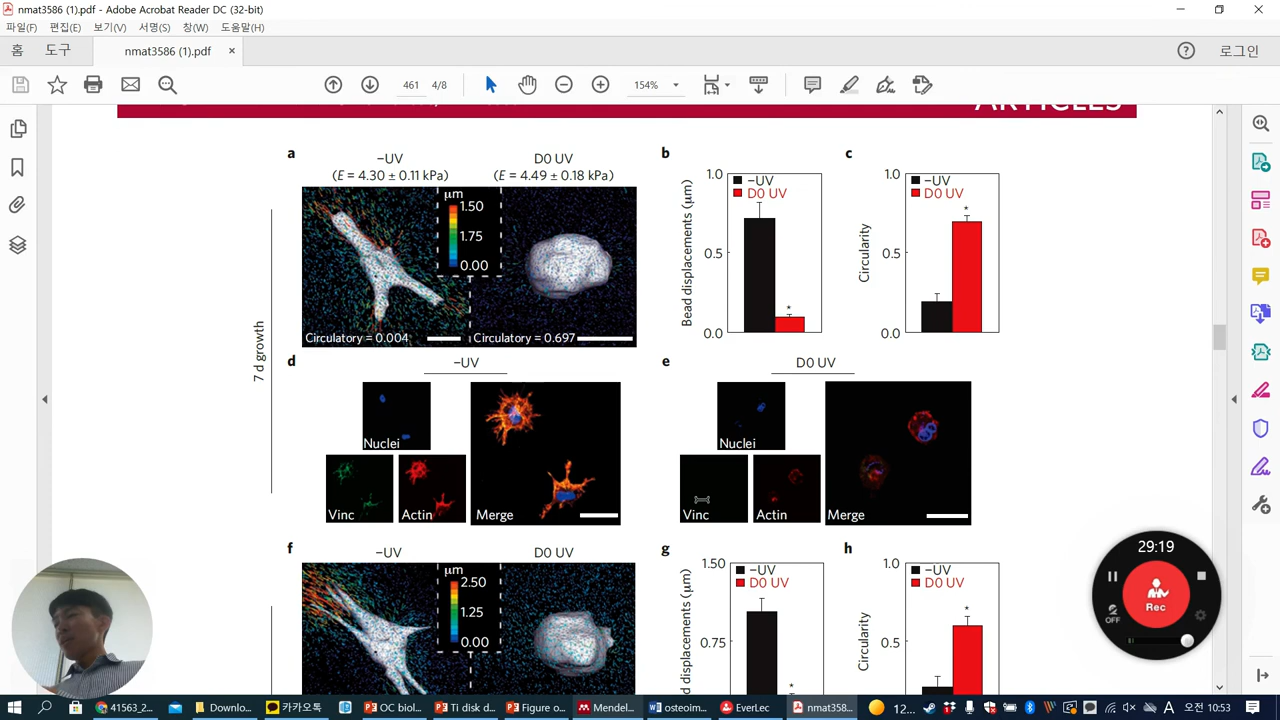 nmat3586 (1).pdf - Adobe Acrobat Reader DC (32-bit)
파일(F) 편집(E) 보기(V) 서명(S) 창(W) 도움말(H)
홈 도구 nmat3586 (1).pdf × 로그인
461 4/8 154%
ARTICLES
a
−UV
(E = 4.30 ± 0.11 kPa)
D0 UV
(E = 4.49 ± 0.18 kPa)
μm
1.50
1.75
0.00
Circulatory = 0.004
Circulatory = 0.697
b
Bead displacements (μm)
1.0
0.5
0.0
−UV
D0 UV
*
c
Circularity
1.0
0.5
0.0
−UV
D0 UV
*
7 d growth
d
−UV
Nuclei
Vinc
Actin
Merge
e
D0 UV
Nuclei
Vinc
Actin
Merge
f
−UV
D0 UV
μm
2.50
1.25
0.00
g
d displacements (μm)
1.50
0.75
−UV
D0 UV
*
h
Circularity
1.0
0.5
−UV
D0 UV
*
29:19
Rec
OFF
41563_2... Downlo... 카카오톡 OC biol... Ti disk d... Figure o... Mendel... osteoim... EverLec nmat358... 12... A 오전 10:53